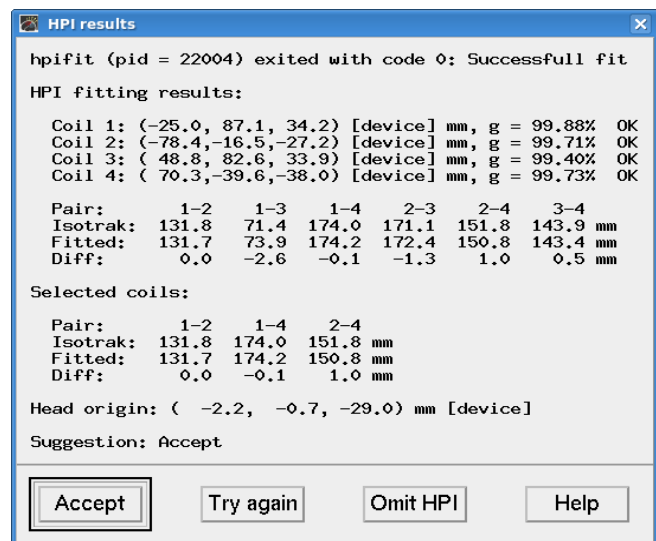 HPI results
hpifit (pid = 22004) exited with code 0: Successfull fit
HPI fitting results:
Coil 1: (-25.0, 87.1, 34.2) [device] mm, g = 99.88% OK
Coil 2: (-78.4,-16.5,-27.2) [device] mm, g = 99.71% OK
Coil 3: ( 48.8, 82.6, 33.9) [device] mm, g = 99.40% OK
Coil 4: ( 70.3,-39.6,-38.0) [device] mm, g = 99.73% OK
Pair: 1-2 1-3 1-4 2-3 2-4 3-4
Isotrak: 131.8 71.4 174.0 171.1 151.8 143.9 mm
Fitted: 131.7 73.9 174.2 172.4 150.8 143.4 mm
Diff: 0.0 -2.6 -0.1 -1.3 1.0 0.5 mm
Selected coils:
Pair: 1-2 1-4 2-4
Isotrak: 131.8 174.0 151.8 mm
Fitted: 131.7 174.2 150.8 mm
Diff: 0.0 -0.1 1.0 mm
Head origin: ( -2.2, -0.7, -29.0) mm [device]
Suggestion: Accept
Accept Try again Omit HPI Help